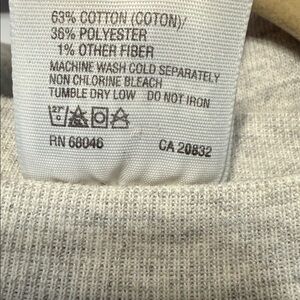 63% COTTON (COTON)/
36% POLYESTER
1% OTHER FIBER
MACHINE WASH COLD SEPARATELY
NON CHLORINE BLEACH
TUMBLE DRY LOW DO NOT IRON
RN 68046 CA 20832